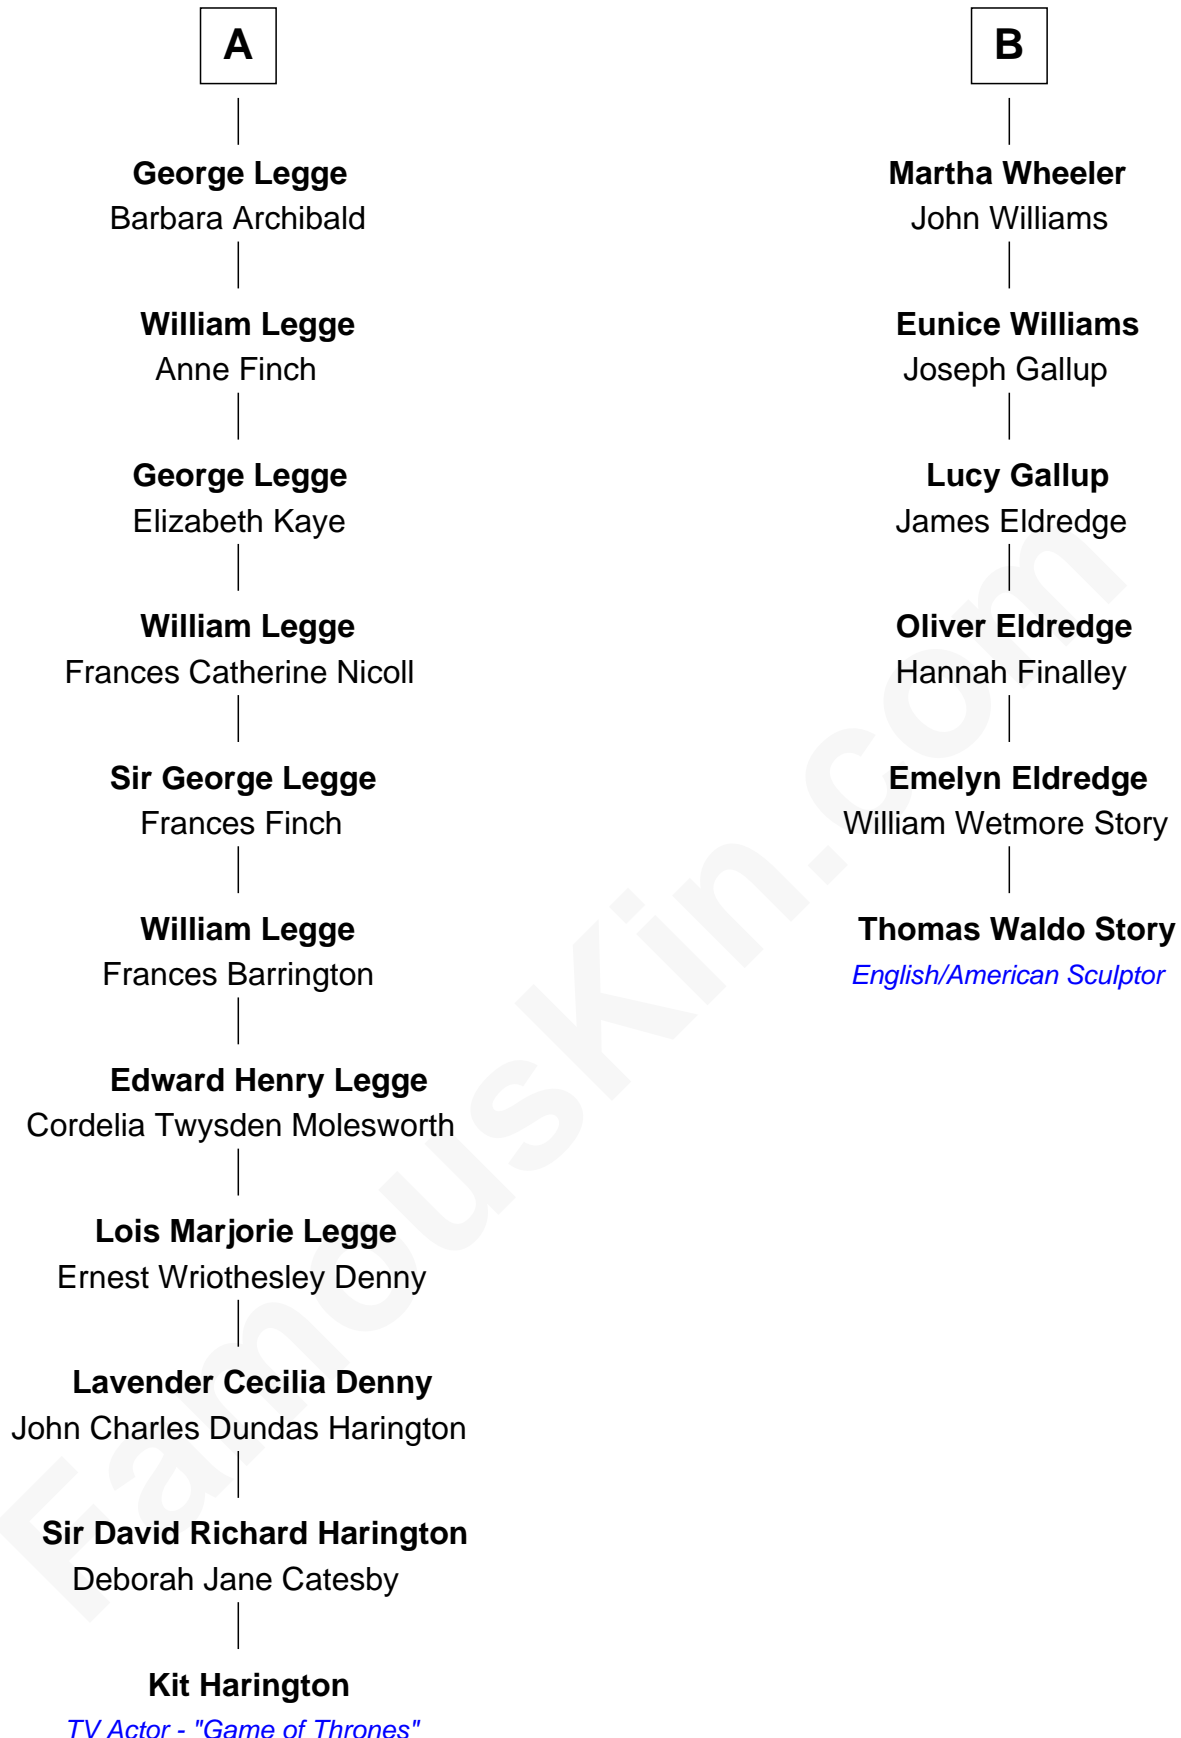 A
George Legge
Barbara Archibald
William Legge
Anne Finch
George Legge
Elizabeth Kaye
William Legge
Frances Catherine Nicoll
Sir George Legge
Frances Finch
William Legge
Frances Barrington
Edward Henry Legge
Cordelia Twysden Molesworth
Lois Marjorie Legge
Ernest Wriothesley Denny
Lavender Cecilia Denny
John Charles Dundas Harington
Sir David Richard Harington
Deborah Jane Catesby
Kit Harington
TV Actor - "Game of Thrones"
B
Martha Wheeler
John Williams
Eunice Williams
Joseph Gallup
Lucy Gallup
James Eldredge
Oliver Eldredge
Hannah Finalley
Emelyn Eldredge
William Wetmore Story
Thomas Waldo Story
English/American Sculptor
FamousKin.com